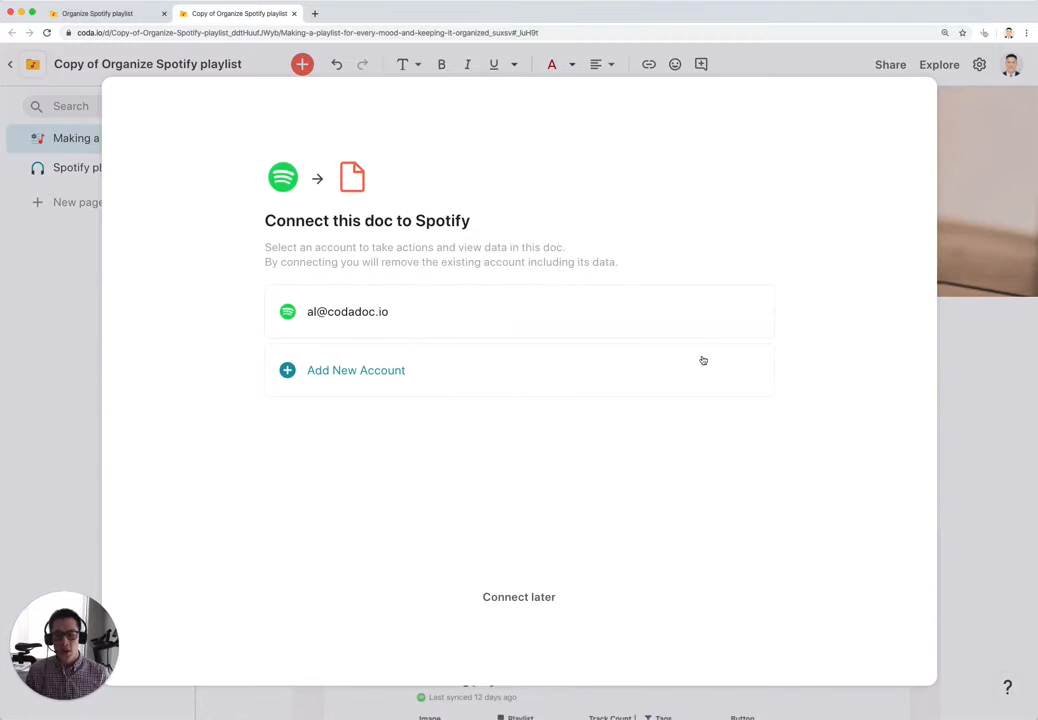 Organize Spotify playlist
Copy of Organize Spotify playlist
coda.io/d/Copy-of-Organize-Spotify-playlist_ddtHuufJWyb/Making-a-playlist-for-every-mood-and-keeping-it-organized_suxsv#_luH9t
Copy of Organize Spotify playlist
T
B
I
U
A
Share
Explore
Search
Making a
Spotify pl
New page
Connect this doc to Spotify
Select an account to take actions and view data in this doc.
By connecting you will remove the existing account including its data.
al@codadoc.io
Add New Account
Connect later
Last synced 12 days ago
Image
Playlist
Track Count
Tags
Button
?